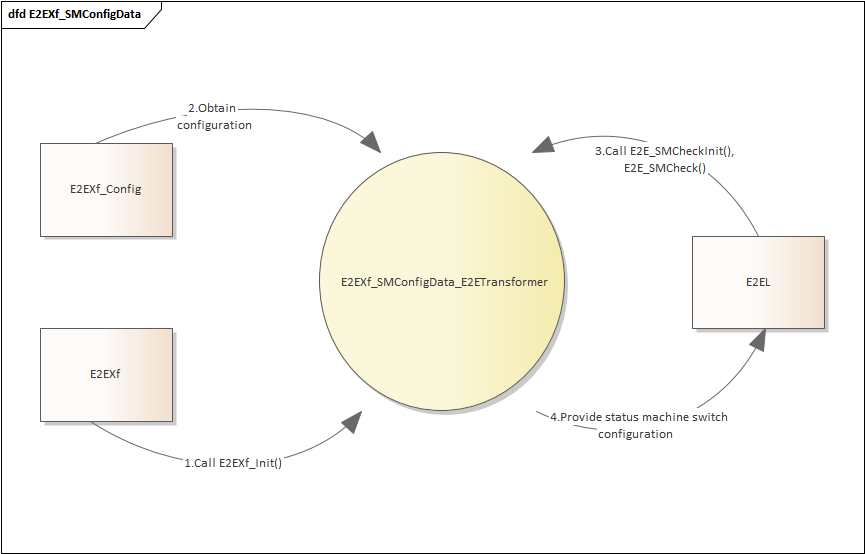 dfd E2EXf_SMConfigData
2.Obtain
configuration
E2EXf_Config
3.Call E2E_SMCheckInit(),
E2E_SMCheck()
E2EXf_SMConfigData_E2ETransformer
E2EL
E2EXf
4.Provide status machine switch
configuration
1.Call E2EXf_Init()